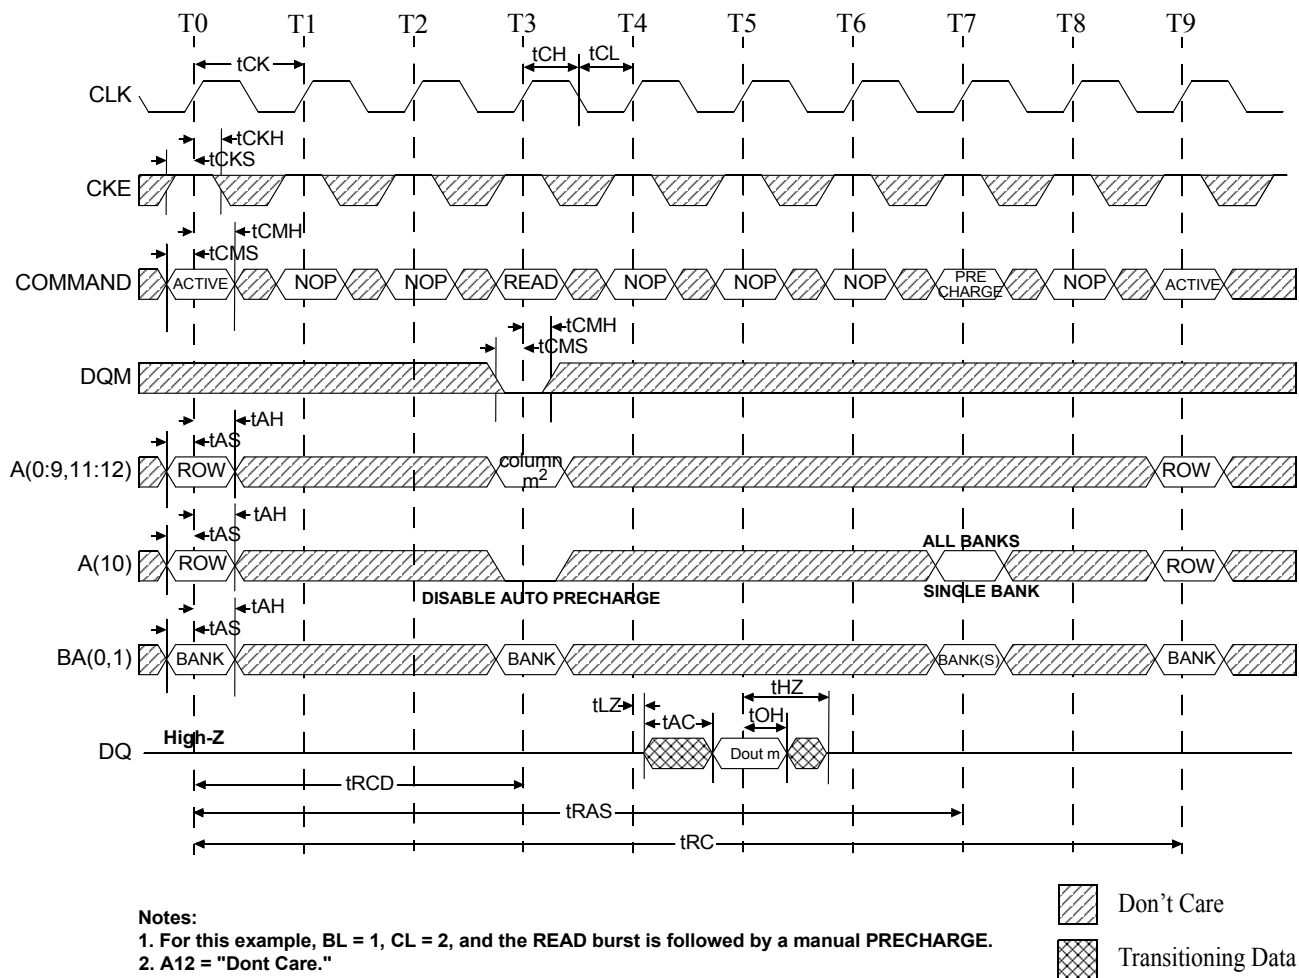 T0 T1 T2 T3 T4 T5 T6 T7 T8 T9
tCK tCH tCL
CLK
tCKH
tCKS
CKE
tCMH
tCMS
COMMAND ACTIVE NOP NOP READ NOP NOP NOP PRE CHARGE NOP ACTIVE
tCMH
tCMS
DQM
tAH
tAS
A(0:9,11:12) ROW column m2 ROW
tAH
tAS
ALL BANKS
A(10) ROW ROW
DISABLE AUTO PRECHARGE SINGLE BANK
tAH
tAS
BA(0,1) BANK BANK BANK(S) BANK
tHZ
tLZ tAC tOH
High-Z
DQ Dout m
tRCD
tRAS
tRC
Don't Care
Transitioning Data
Notes:
1. For this example, BL = 1, CL = 2, and the READ burst is followed by a manual PRECHARGE.
2. A12 = "Dont Care."